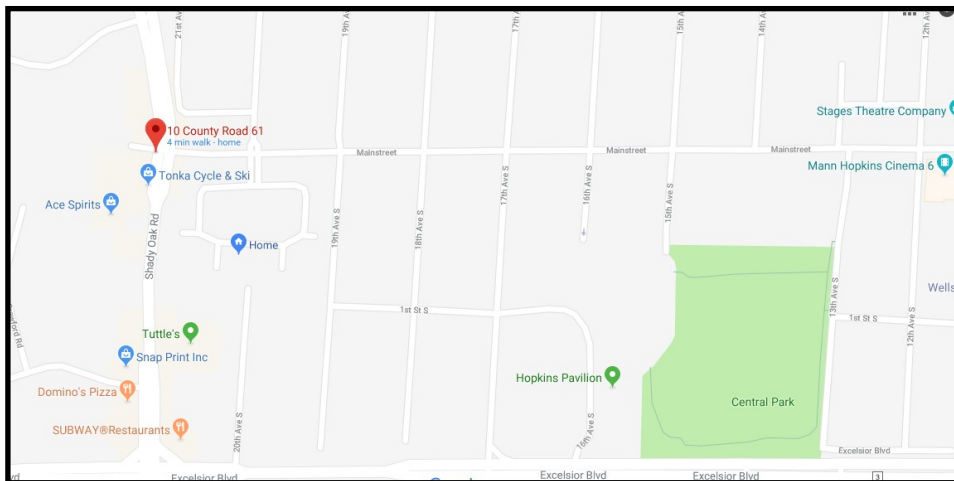 21st Ave
19th Ave S
17th Ave S
15th Ave S
14th Ave S
12th Ave S
Stages Theatre Company
10 County Road 61
4 min walk - home
Mainstreet
Mainstreet
Mainstreet
Mann Hopkins Cinema 6
Tonka Cycle & Ski
Ace Spirits
17th Ave S
16th Ave S
15th Ave S
Shady Oak Rd
Home
19th Ave S
18th Ave S
13th Ave S
Wells
1st St S
1st St S
Tuttle's
12th Ave S
Snap Print Inc
Hopkins Pavilion
Domino's Pizza
Central Park
20th Ave S
SUBWAY®Restaurants
16th Ave S
Excelsior Blvd
Excelsior Blvd
Excelsior Blvd
Excelsior Blvd
3